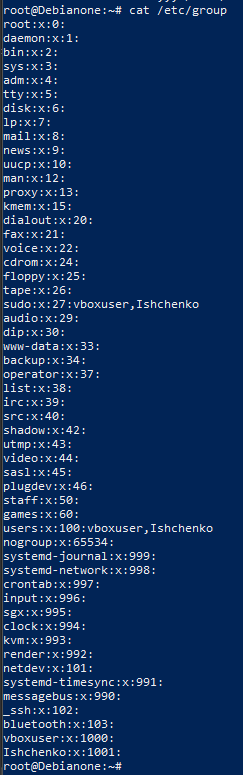 root@Debianone:~# cat /etc/group
root:x:0:
daemon:x:1:
bin:x:2:
sys:x:3:
adm:x:4:
tty:x:5:
disk:x:6:
lp:x:7:
mail:x:8:
news:x:9:
uucp:x:10:
man:x:12:
proxy:x:13:
kmem:x:15:
dialout:x:20:
fax:x:21:
voice:x:22:
cdrom:x:24:
floppy:x:25:
tape:x:26:
sudo:x:27:vboxuser,Ishchenko
audio:x:29:
dip:x:30:
www-data:x:33:
backup:x:34:
operator:x:37:
list:x:38:
irc:x:39:
src:x:40:
shadow:x:42:
utmp:x:43:
video:x:44:
sasl:x:45:
plugdev:x:46:
staff:x:50:
games:x:60:
users:x:100:vboxuser,Ishchenko
nogroup:x:65534:
systemd-journal:x:999:
systemd-network:x:998:
crontab:x:997:
input:x:996:
sgx:x:995:
clock:x:994:
kvm:x:993:
render:x:992:
netdev:x:101:
systemd-timesync:x:991:
messagebus:x:990:
_ssh:x:102:
bluetooth:x:103:
vboxuser:x:1000:
Ishchenko:x:1001:
root@Debianone:~#